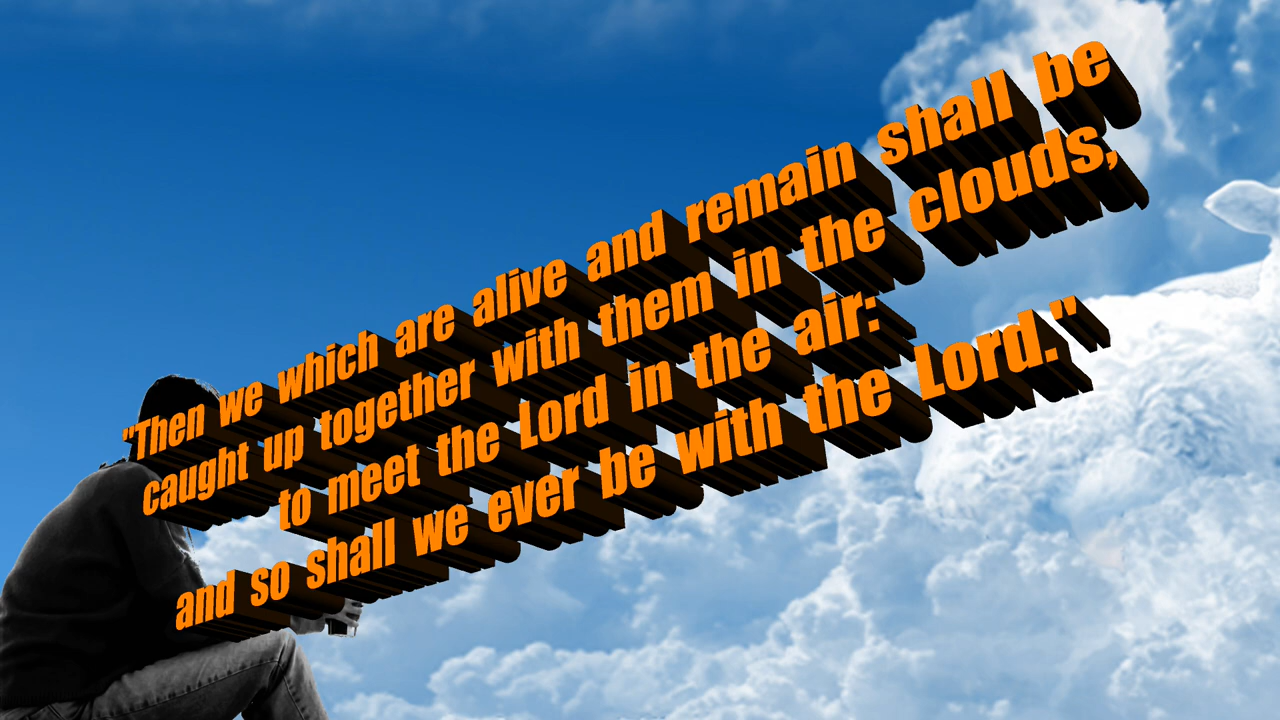 "Then we which are alive and remain shall be
caught up together with them in the clouds,
to meet the Lord in the air:
and so shall we ever be with the Lord."